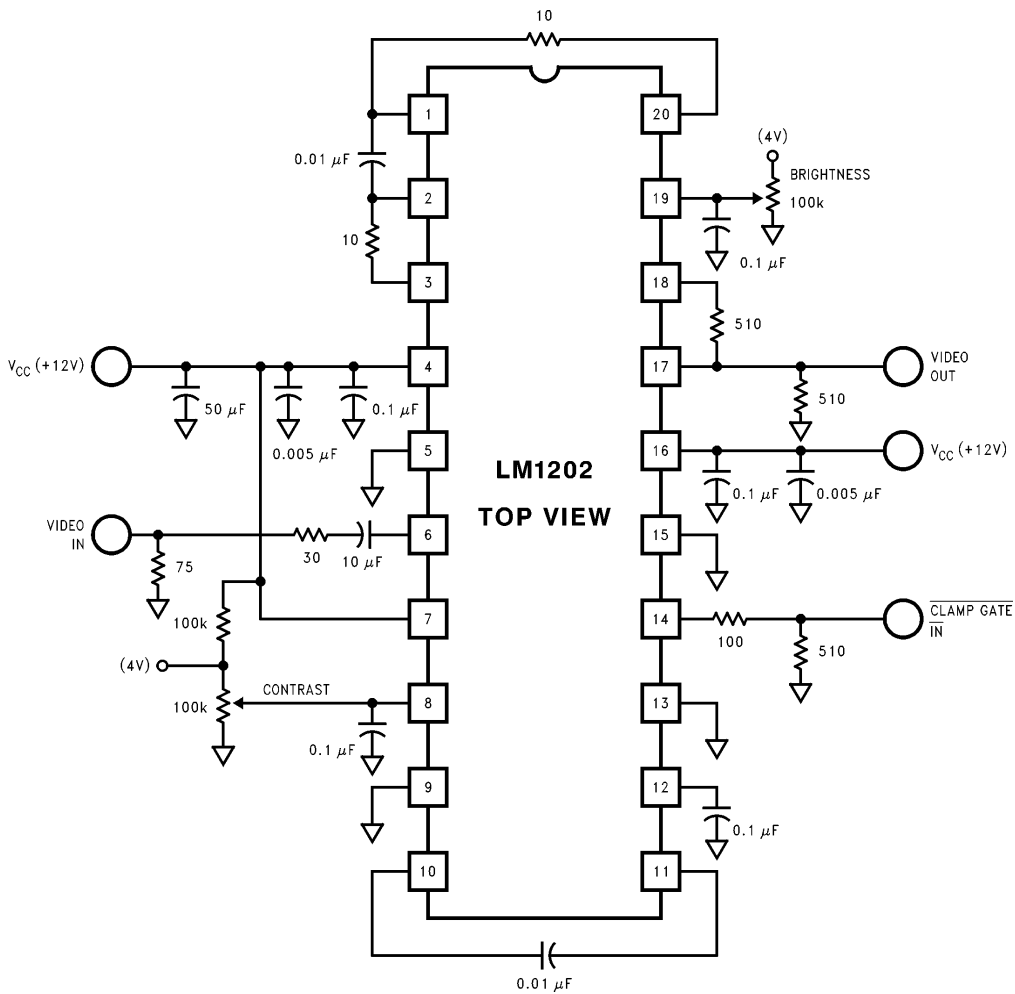 10
1
20
0.01 µF
(4V)
BRIGHTNESS
100k
2
19
10
0.1 µF
3
18
510
VCC (+12V)
4
17
VIDEO
OUT
50 µF
0.1 µF
510
0.005 µF
5
16
VCC (+12V)
LM1202
0.1 µF
0.005 µF
TOP VIEW
VIDEO
IN
6
15
30
10 µF
75
100k
7
14
CLAMP GATE
IN
100
510
(4V)
CONTRAST
100k
8
13
0.1 µF
9
12
0.1 µF
10
11
0.01 µF